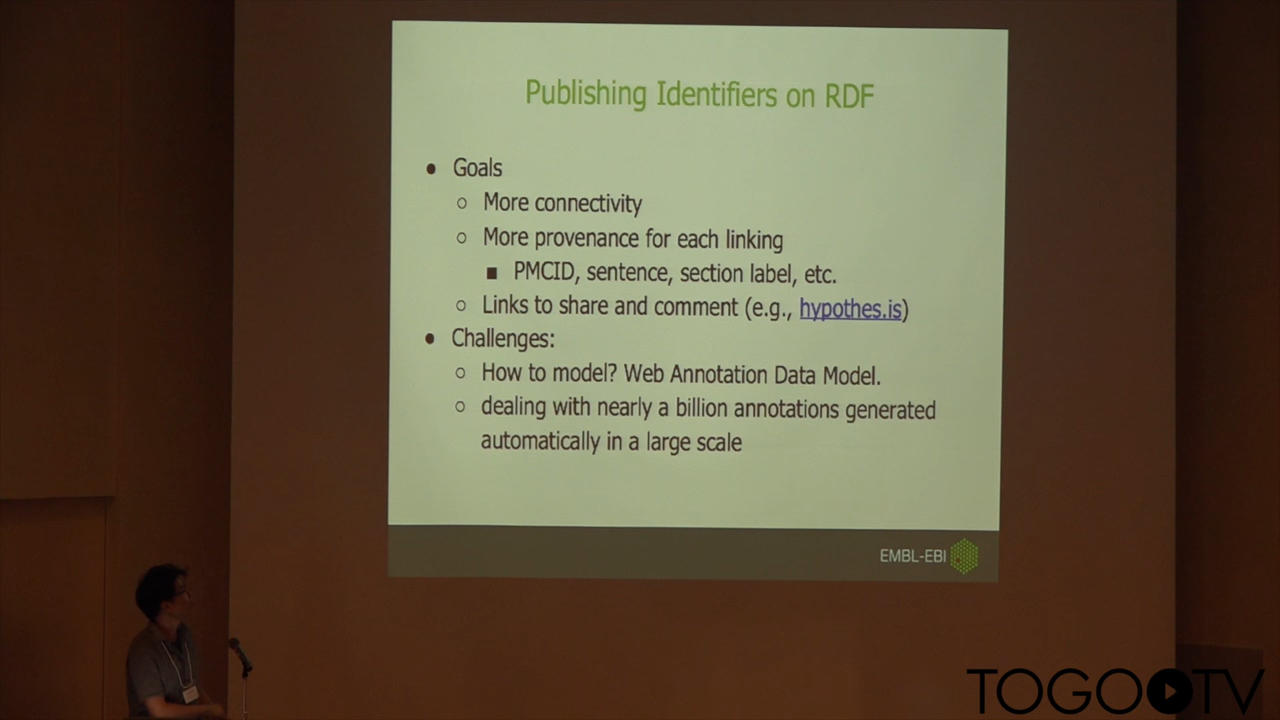 Publishing Identifiers on RDF
● Goals
○ More connectivity
○ More provenance for each linking
■ PMCID, sentence, section label, etc.
○ Links to share and comment (e.g., hypothes.is)
● Challenges:
○ How to model? Web Annotation Data Model.
○ dealing with nearly a billion annotations generated
automatically in a large scale
EMBL-EBI
TOGO TV